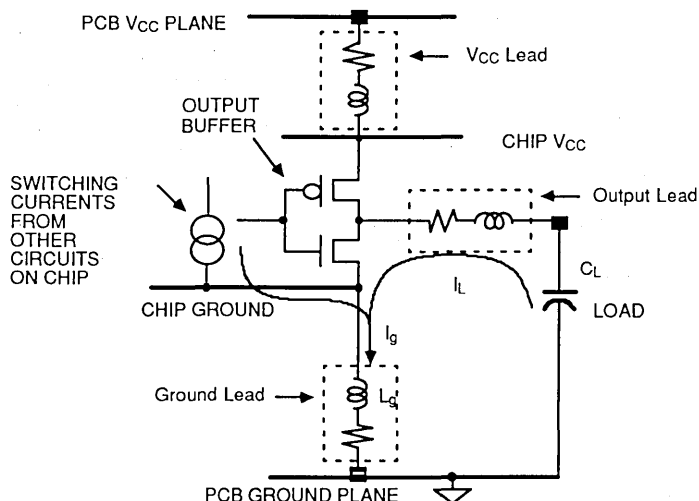 PCB VCC PLANE
VCC Lead
OUTPUT
BUFFER
CHIP VCC
SWITCHING
CURRENTS
FROM
OTHER
CIRCUITS
ON CHIP
Output Lead
CL
LOAD
IL
CHIP GROUND
Ig
Ground Lead
Lg
PCB GROUND PLANE